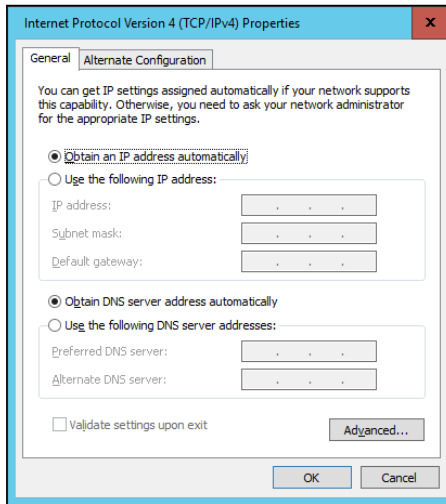 Internet Protocol Version 4 (TCP/IPv4) Properties
x
General
Alternate Configuration
You can get IP settings assigned automatically if your network supports
this capability. Otherwise, you need to ask your network administrator
for the appropriate IP settings.
Obtain an IP address automatically
Use the following IP address:
IP address:
. . .
Subnet mask:
. . .
Default gateway:
. . .
Obtain DNS server address automatically
Use the following DNS server addresses:
Preferred DNS server:
. . .
Alternate DNS server:
. . .
Validate settings upon exit
Advanced...
OK
Cancel